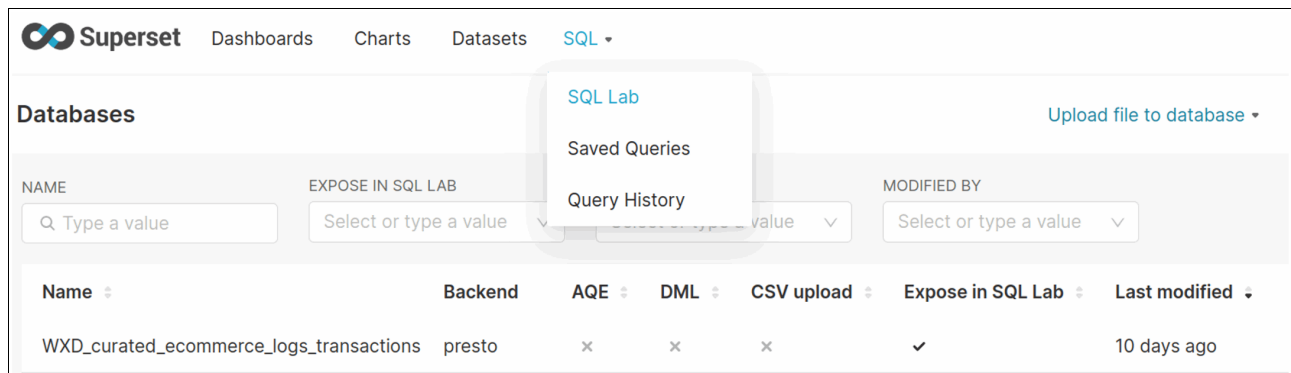 Superset Dashboards Charts Datasets SQL
SQL Lab
Databases
Upload file to database
Saved Queries
NAME
EXPOSE IN SQL LAB
MODIFIED BY
Query History
Type a value
Select or type a value
Select or type a value
Select or type a value
Name Backend AQE DML CSV upload Expose in SQL Lab Last modified
WXD_curated_ecommerce_logs_transactions presto 10 days ago